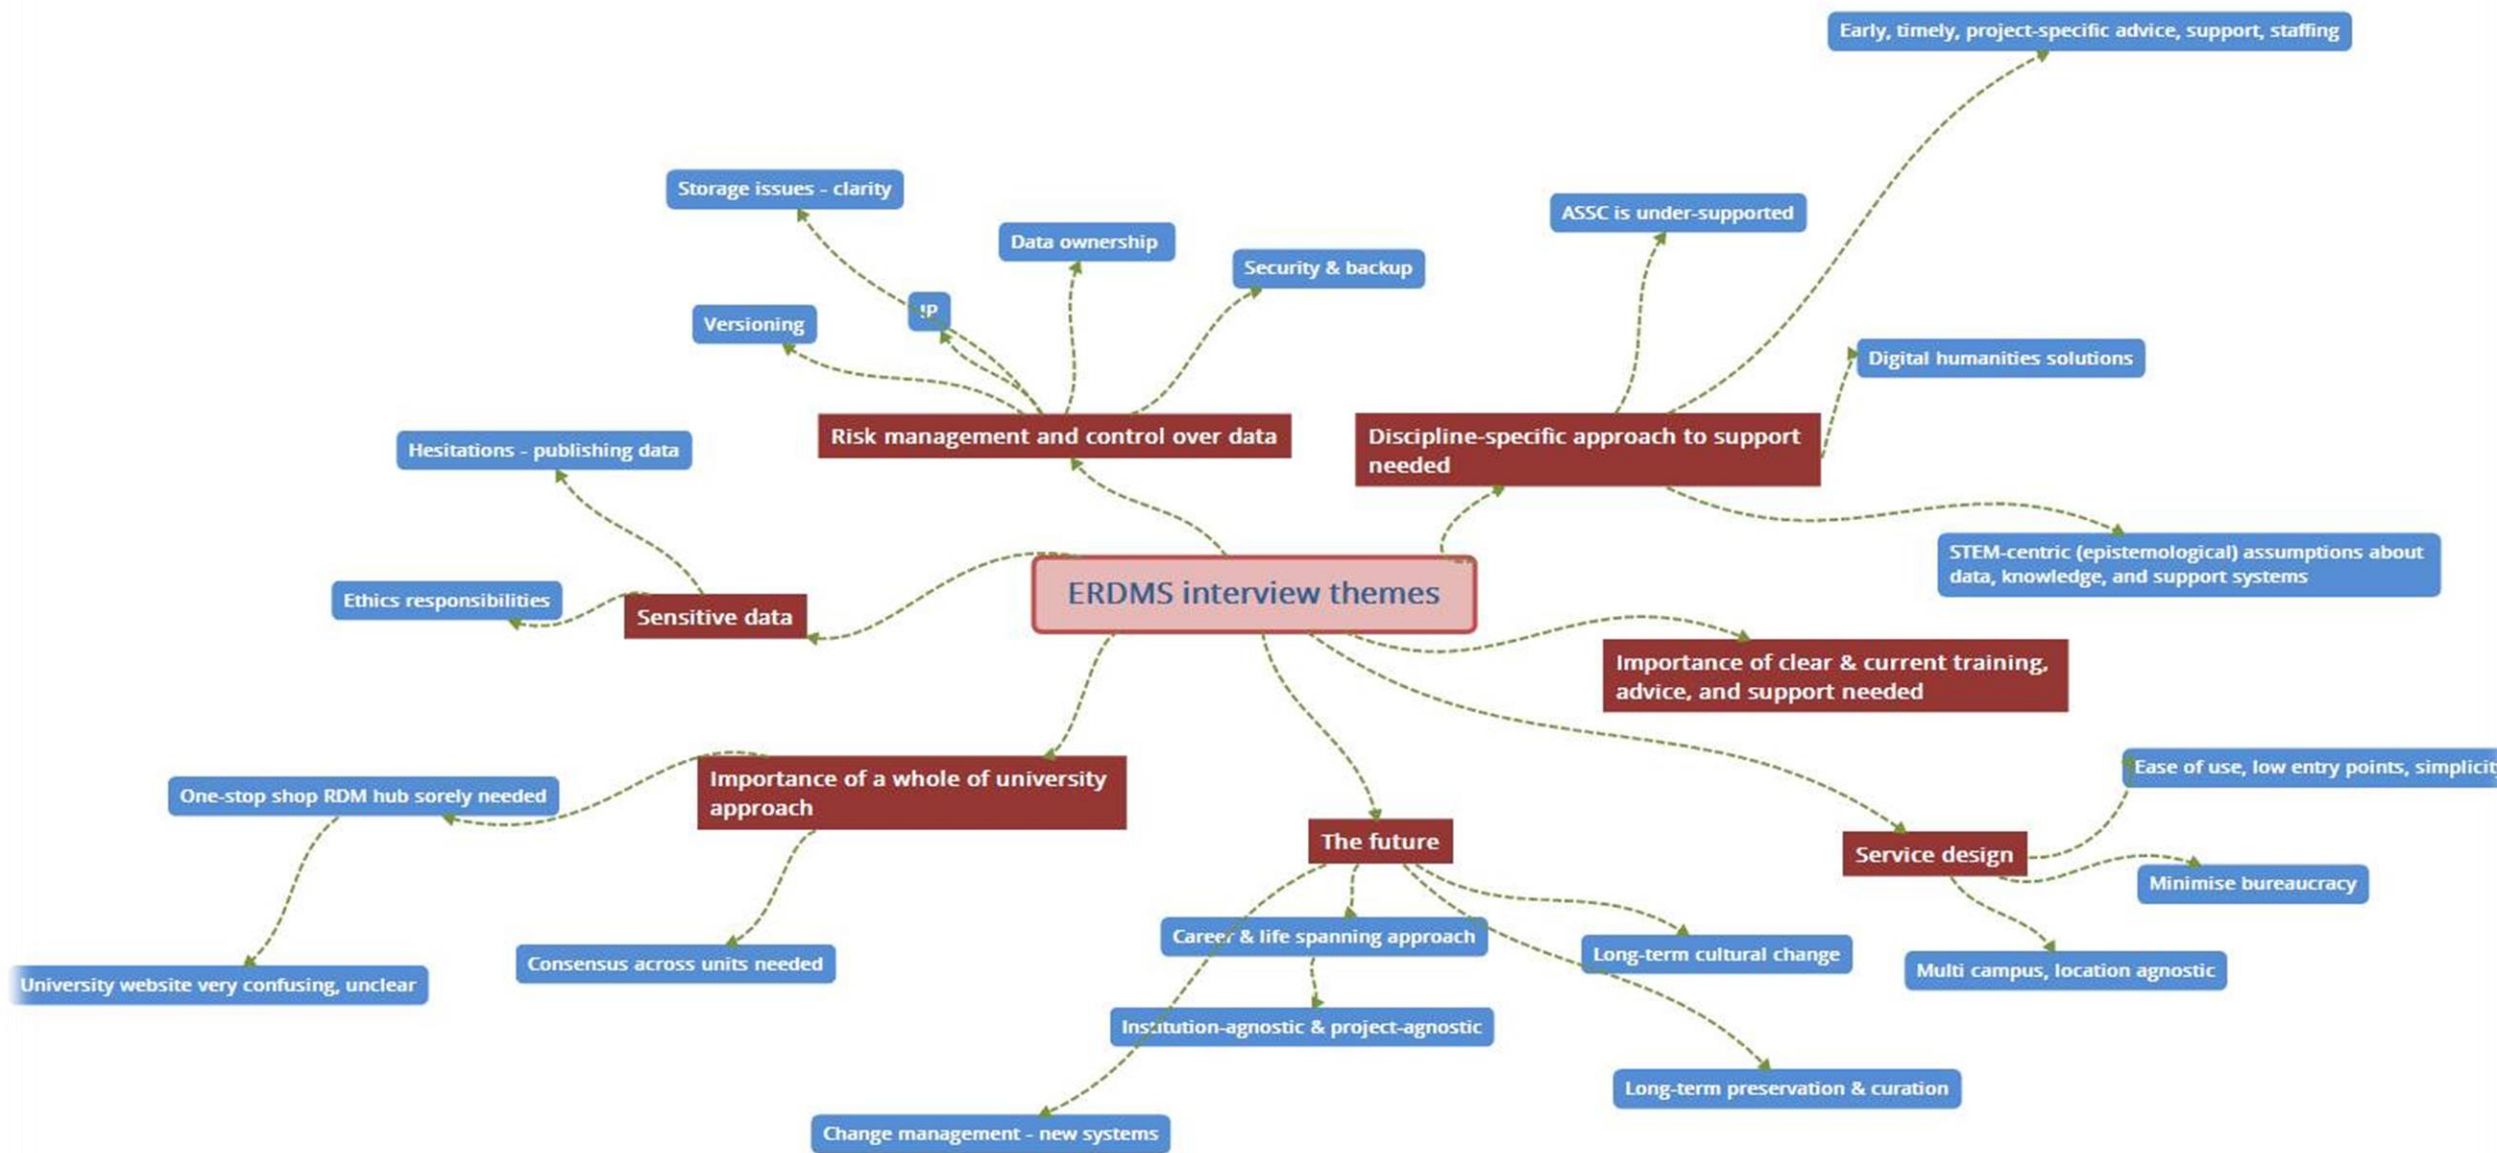 Early, timely, project-specific advice, support, staffing
Storage issues - clarity
ASSC is under-supported
Data ownership
Security & backup
IP
Versioning
Digital humanities solutions
Risk management and control over data
Discipline-specific approach to support
needed
Hesitations - publishing data
STEM-centric (epistemological) assumptions about
data, knowledge, and support systems
ERDMS interview themes
Ethics responsibilities
Sensitive data
Importance of clear & current training,
advice, and support needed
Importance of a whole of university
approach
Ease of use, low entry points, simplicity
One-stop shop RDM hub sorely needed
The future
Service design
Minimise bureaucracy
Career & life spanning approach
Long-term cultural change
Consensus across units needed
Multi campus, location agnostic
University website very confusing, unclear
Institution-agnostic & project-agnostic
Long-term preservation & curation
Change management - new systems